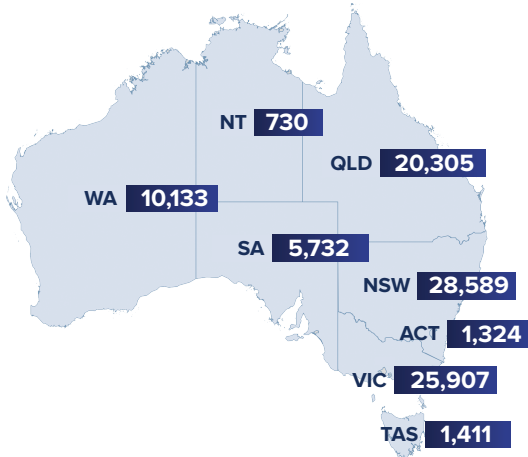 NT 730
QLD 20,305
WA 10,133
SA 5,732
NSW 28,589
ACT 1,324
VIC 25,907
TAS 1,411